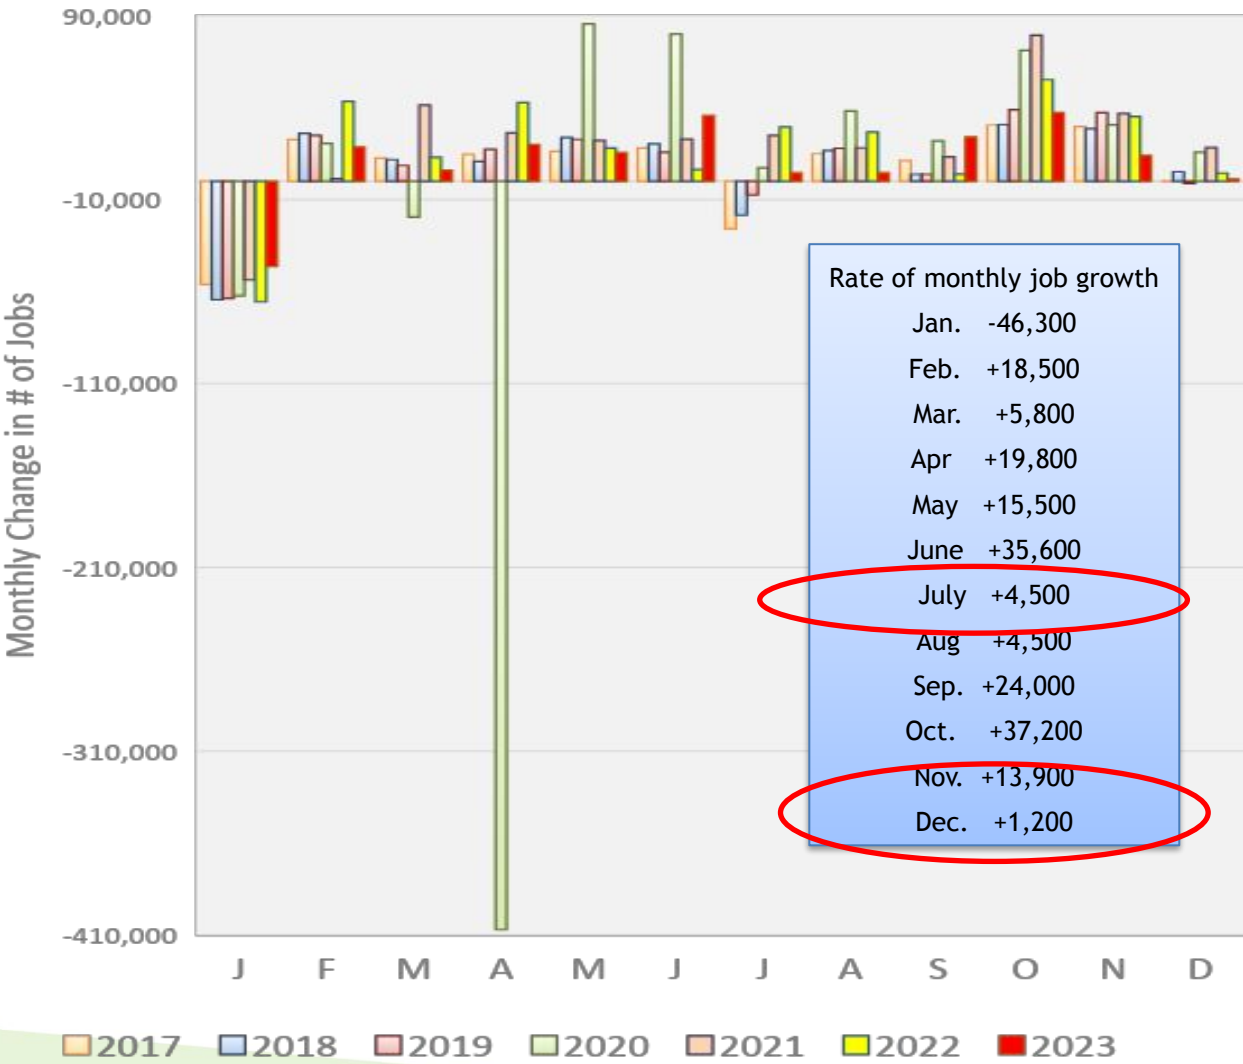 90,000
-10,000
-110,000
-210,000
-310,000
-410,000
Monthly Change in # of Jobs
Rate of monthly job growth
Jan. -46,300
Feb. +18,500
Mar. +5,800
Apr +19,800
May +15,500
June +35,600
July +4,500
Aug +4,500
Sep. +24,000
Oct. +37,200
Nov. +13,900
Dec. +1,200
J F M A M J J A S O N D
2017 2018 2019 2020 2021 2022 2023